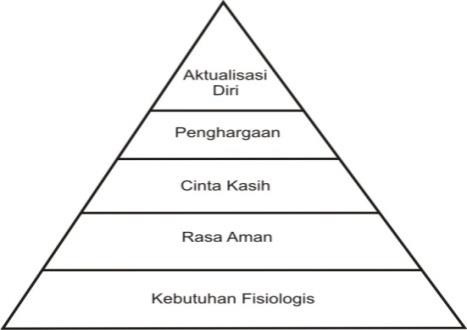 Aktualisasi
Diri
Penghargaan
Cinta Kasih
Rasa Aman
Kebutuhan Fisiologis